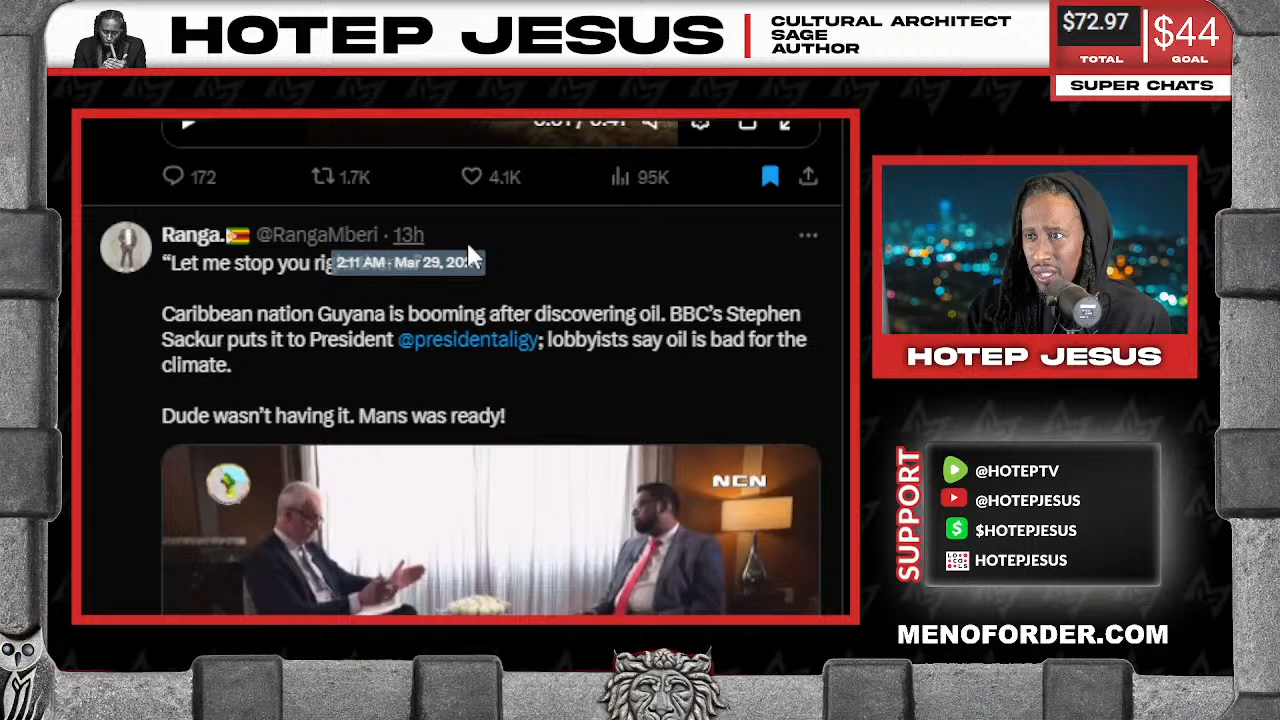 HOTEP JESUS
CULTURAL ARCHITECT
SAGE
AUTHOR
$72.97
TOTAL
$44
GOAL
SUPER CHATS
172
1.7K
4.1K
95K
Ranga. @RangaMberi · 13h
“Let me stop you
2:11 AM · Mar 29,
Caribbean nation Guyana is booming after discovering oil. BBC’s Stephen
Sackur puts it to President @presidentaligy; lobbyists say oil is bad for the
climate.
Dude wasn’t having it. Mans was ready!
NCN
HOTEP JESUS
SUPPORT
@HOTEPTV
@HOTEPJESUS
$HOTEPJESUS
LOCALS HOTEPJESUS
MENOFORDER.COM